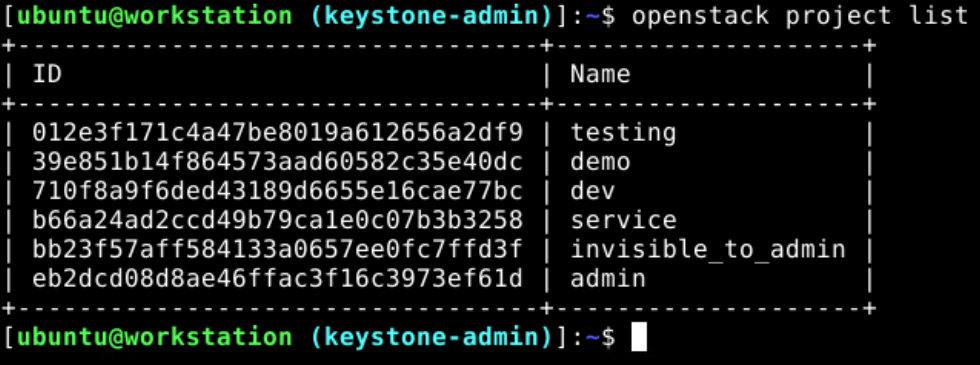 [ubuntu@workstation (keystone-admin)]:~$ openstack project list
+----------------------------------+--------------------+
| ID                               | Name               |
+----------------------------------+--------------------+
| 012e3f171c4a47be8019a612656a2df9 | testing            |
| 39e851b14f864573aad60582c35e40dc | demo               |
| 710f8a9f6ded43189d6655e16cae77bc | dev                |
| b66a24ad2ccd49b79ca1e0c07b3b3258 | service            |
| bb23f57aff584133a0657ee0fc7ffd3f | invisible_to_admin |
| eb2dcd08d8ae46ffac3f16c3973ef61d | admin              |
+----------------------------------+--------------------+
[ubuntu@workstation (keystone-admin)]:~$